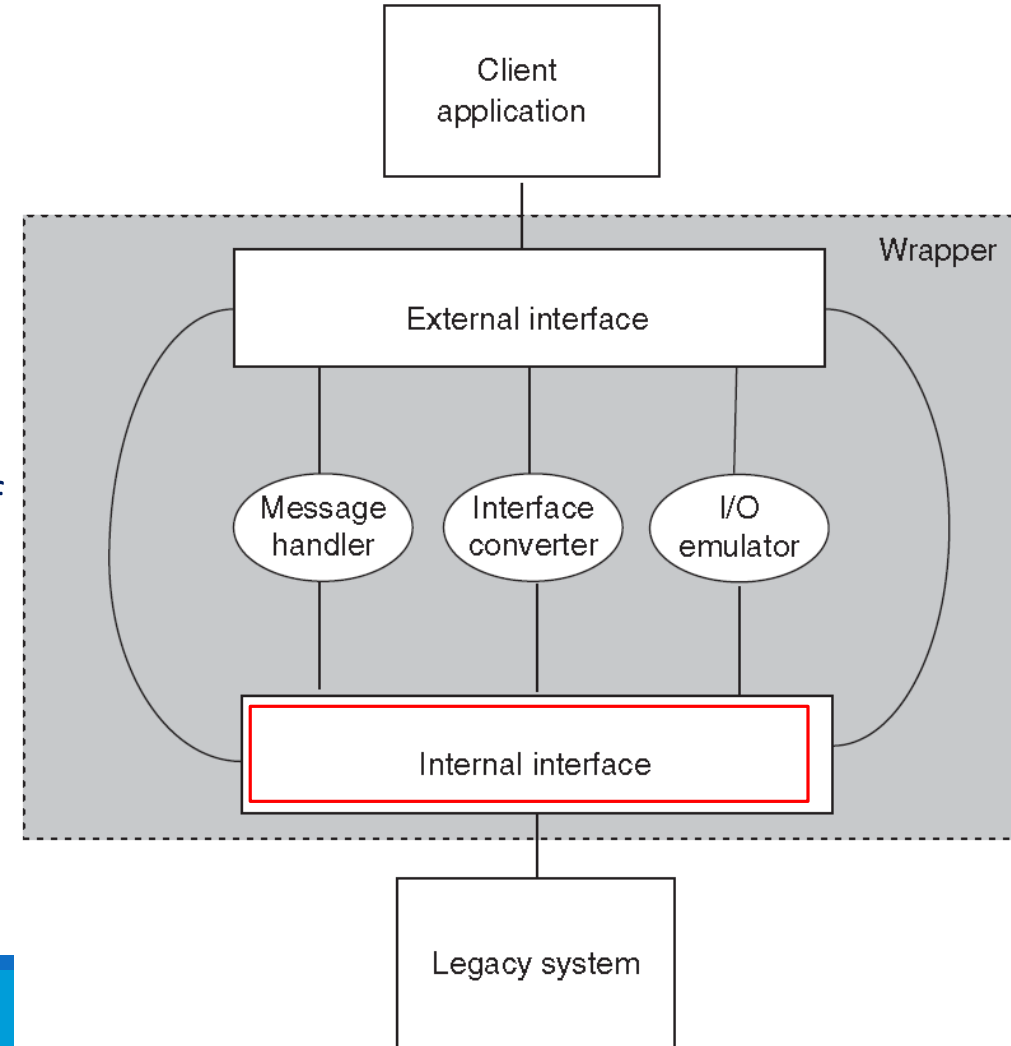 Client
application
Wrapper
External interface
Message
handler
Interface
converter
I/O
emulator
Internal interface
Legacy system